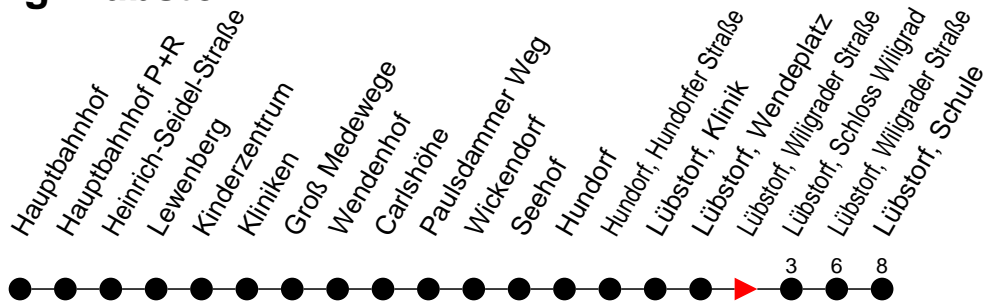 Hauptbahnhof
Hauptbahnhof P+R
Heinrich-Seidel-Straße
Lewenberg
Kinderzentrum
Kliniken
Groß Medewege
Wendenhof
Carlshöhe
Paulsdammer Weg
Wickendorf
Seehof
Hundorf
Hundorf, Hundorfer Straße
Lübstorf, Klinik
Lübstorf, Wendeplatz
Lübstorf, Wiligrader Straße
Lübstorf, Schloss Wiligrad
Lübstorf, Wiligrader Straße
Lübstorf, Schule
3 6 8